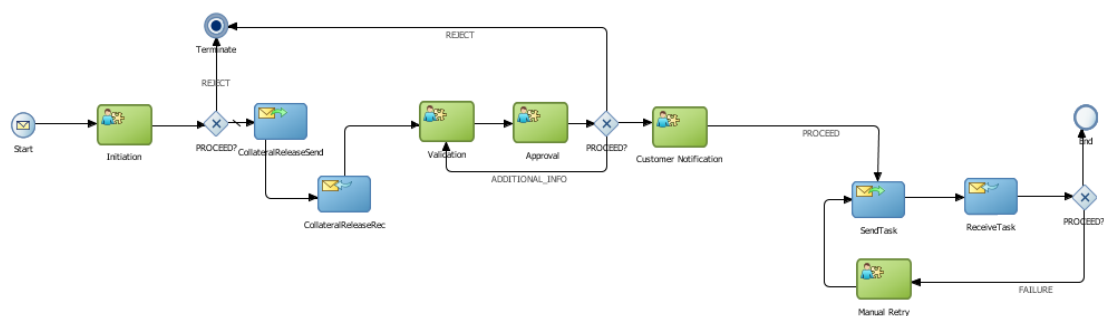 REJECT
Terminate
REJECT
Start
Initiation
PROCEED?
CollateralReleaseSend
Validation
Approval
PROCEED?
Customer Notification
PROCEED
End
ADDITIONAL_INFO
CollateralReleaseRec
SendTask
ReceiveTask
PROCEED?
FAILURE
Manual Retry